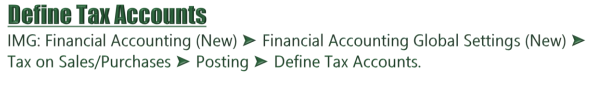 Define Tax Accounts
IMG: Financial Accounting (New) ➤ Financial Accounting Global Settings (New) ➤
Tax on Sales/Purchases ➤ Posting ➤ Define Tax Accounts.